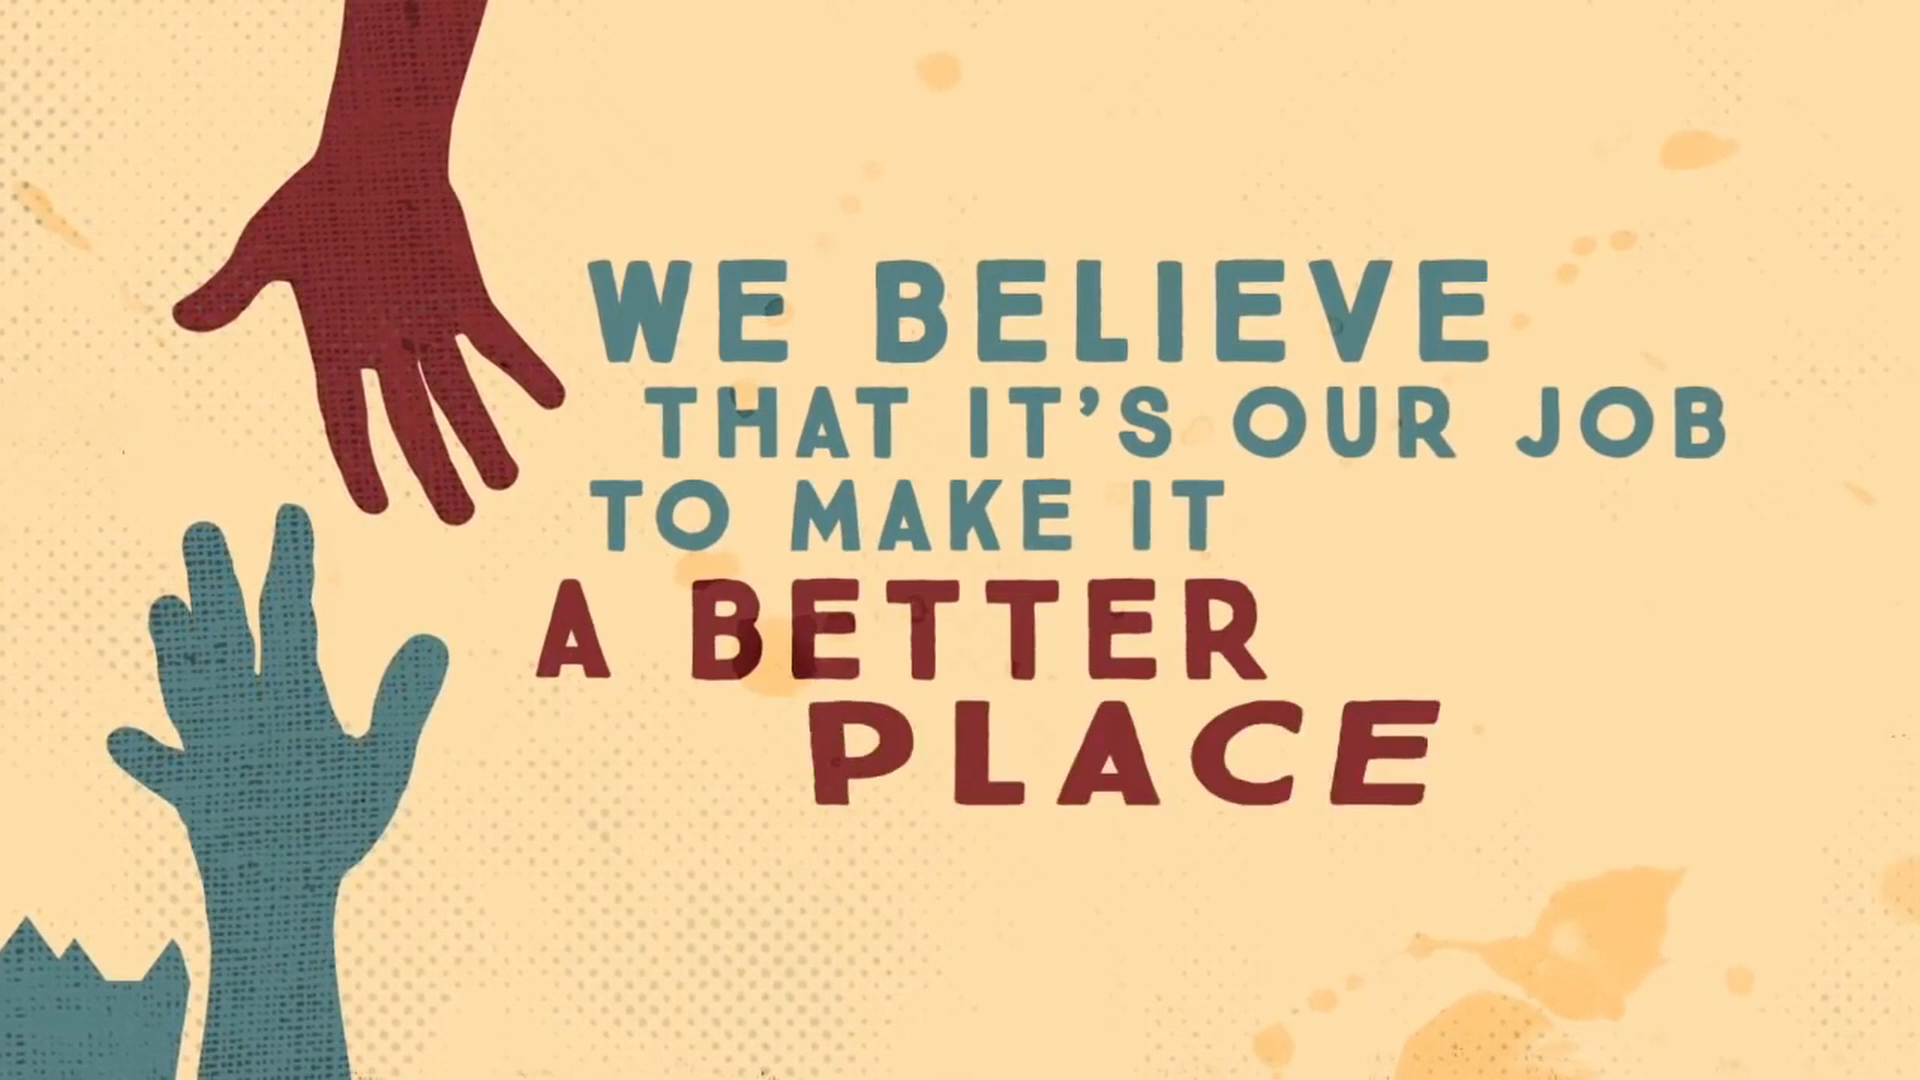 WE BELIEVE
THAT IT'S OUR JOB
TO MAKE IT
A BETTER
PLACE